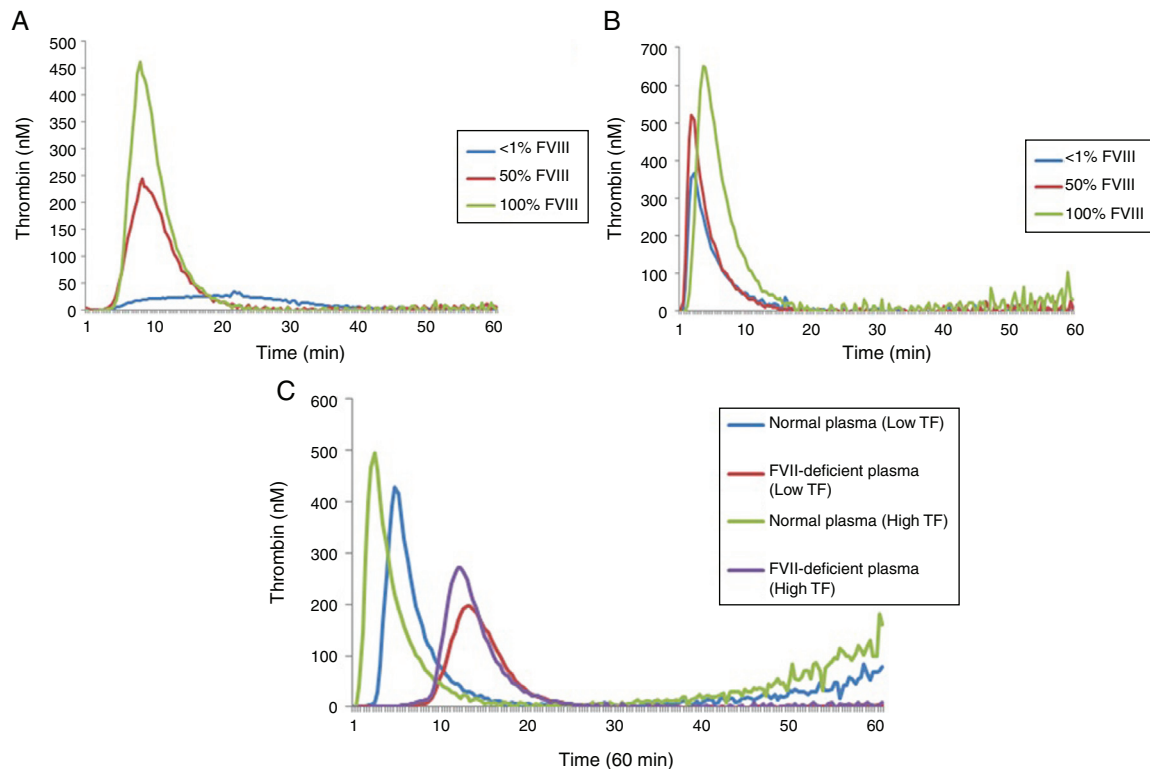 A
500
450
400
350
300
250
200
150
100
50
0
Thrombin (nM)
1
10
20
30
40
50
60
Time (min)
<1% FVIII
50% FVIII
100% FVIII
B
700
600
500
400
300
200
100
0
Thrombin (nM)
1
10
20
30
40
50
60
Time (min)
<1% FVIII
50% FVIII
100% FVIII
C
600
500
400
300
200
100
0
Thrombin (nM)
1
10
20
30
40
50
60
Time (60 min)
Normal plasma (Low TF)
FVII-deficient plasma
(Low TF)
Normal plasma (High TF)
FVII-deficient plasma
(High TF)